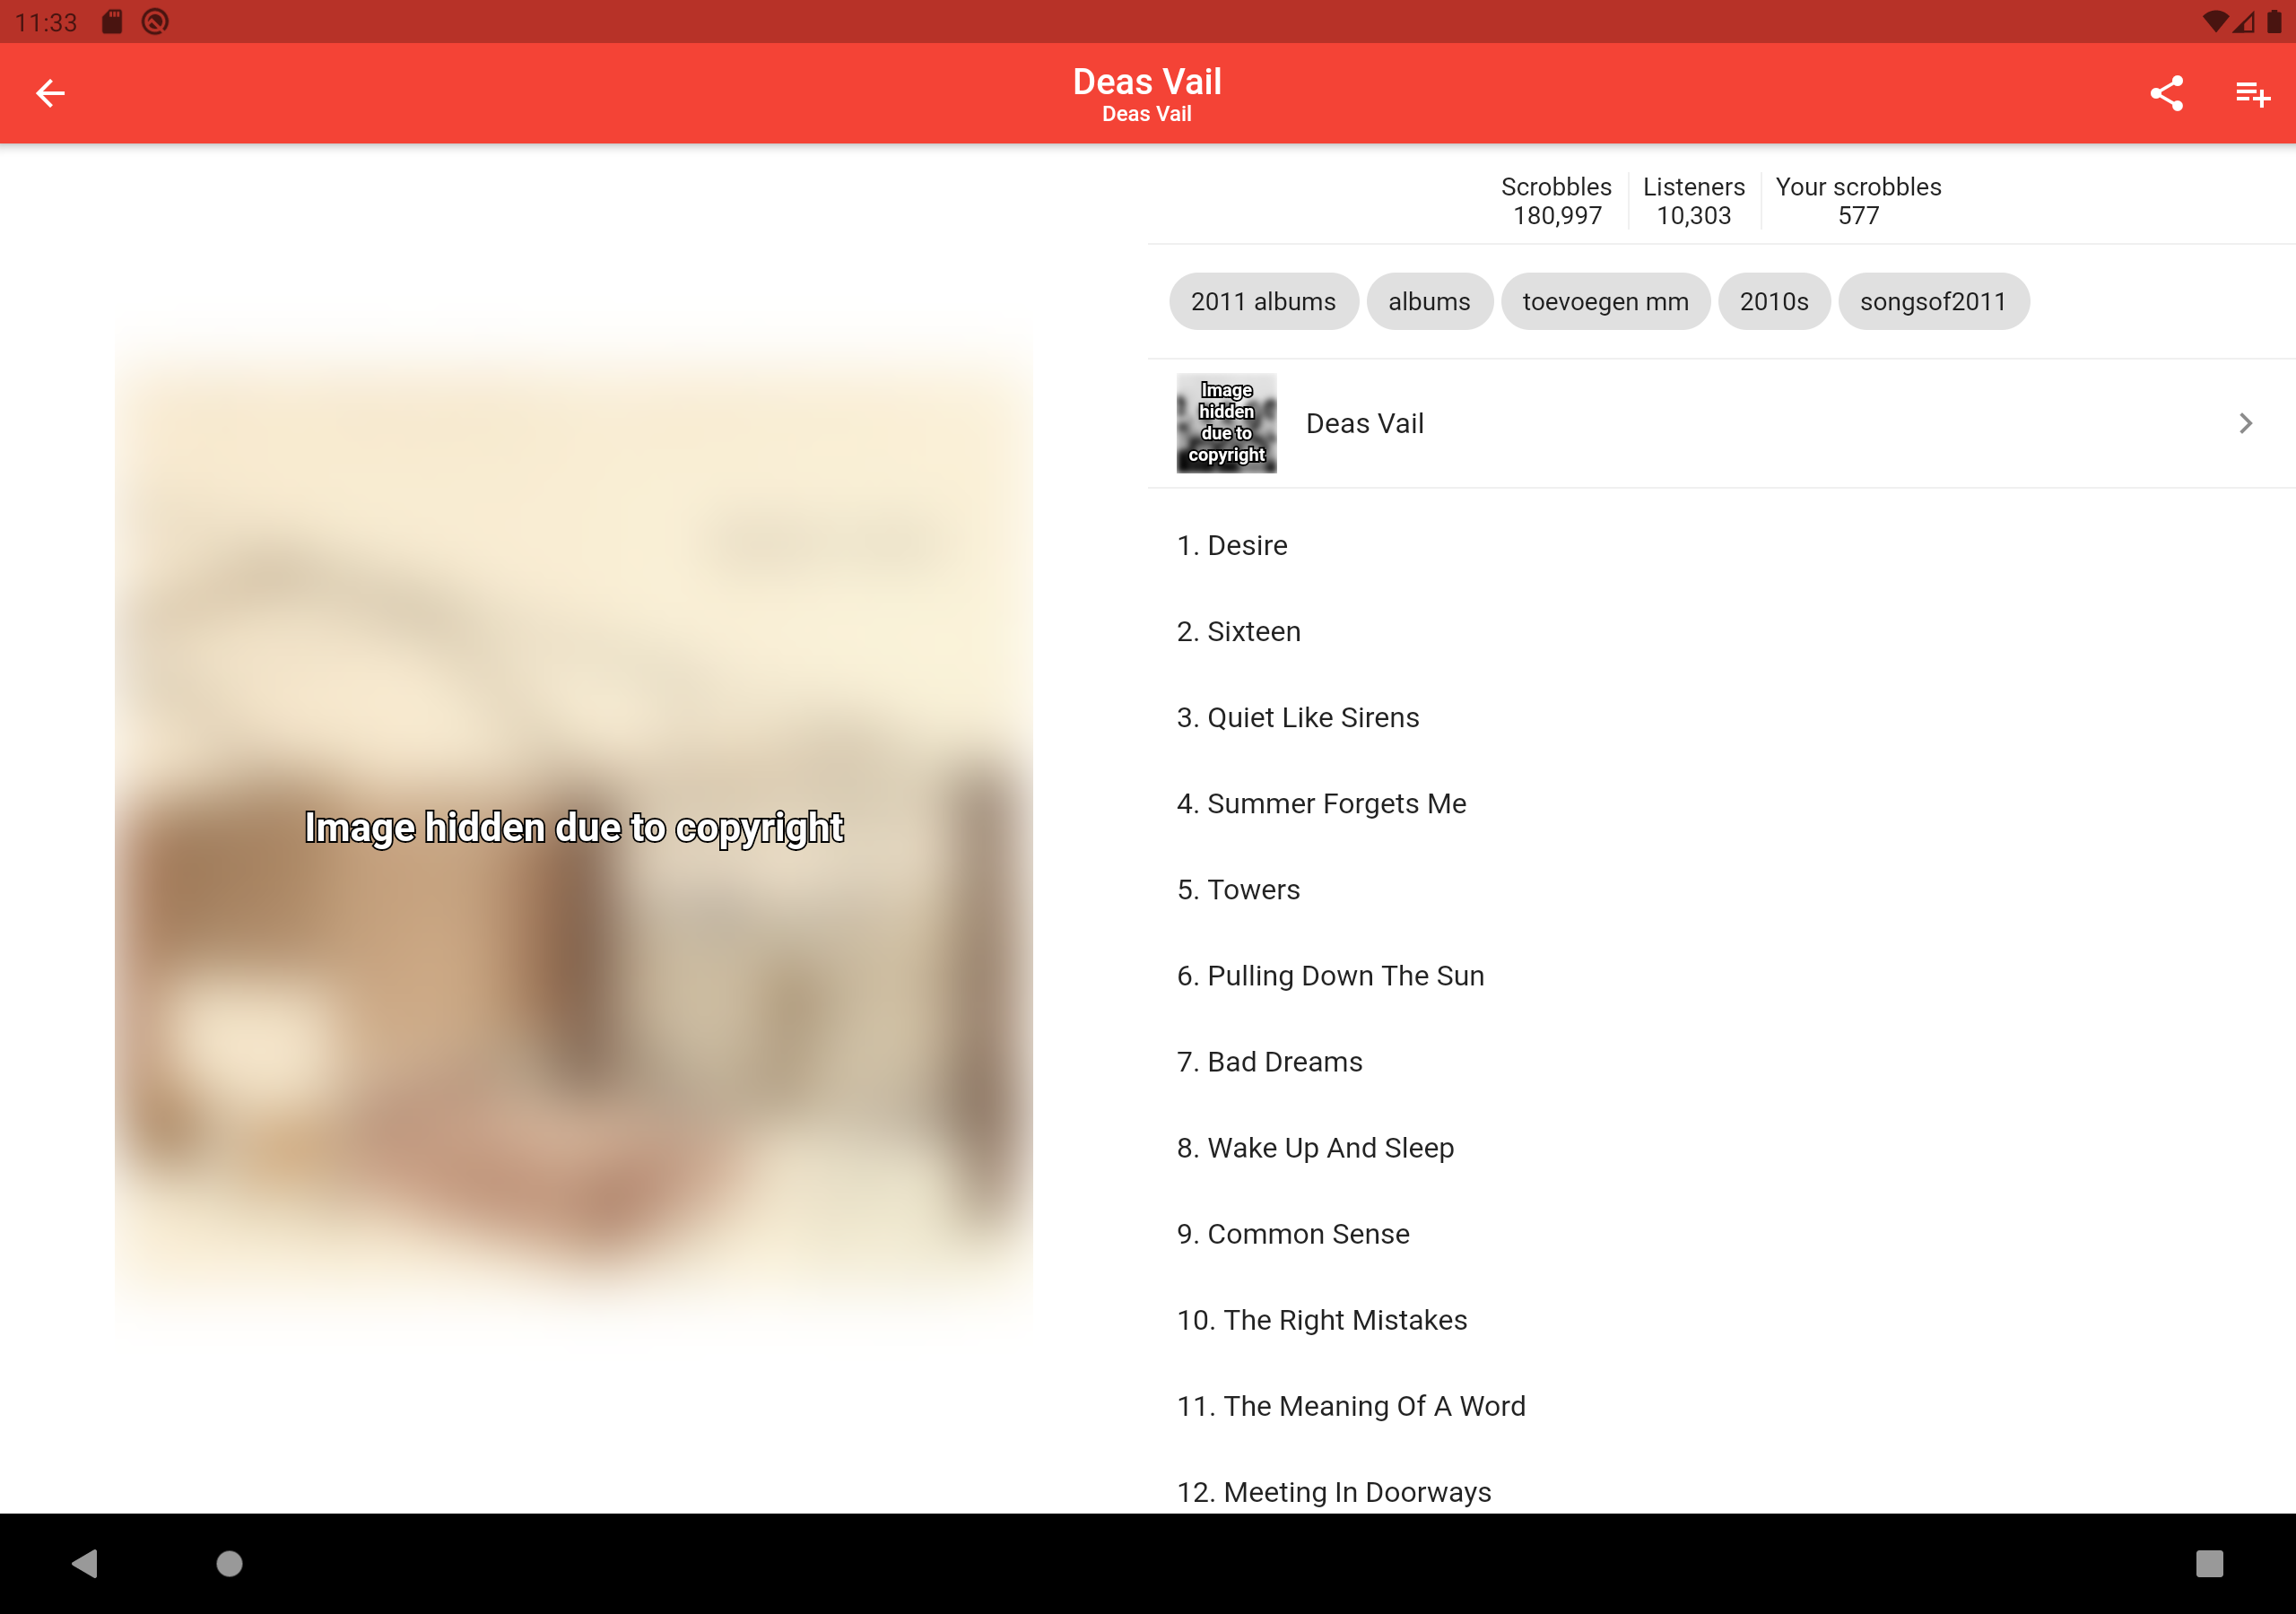 11:33
Deas Vail
Deas Vail
Scrobbles Listeners Your scrobbles
180,997 10,303 577
2011 albums albums toevoegen mm 2010s songsof2011
Image
hidden
due to
copyright
Deas Vail
1. Desire
2. Sixteen
3. Quiet Like Sirens
4. Summer Forgets Me
5. Towers
Image hidden due to copyright
6. Pulling Down The Sun
7. Bad Dreams
8. Wake Up And Sleep
9. Common Sense
10. The Right Mistakes
11. The Meaning Of A Word
12. Meeting In Doorways